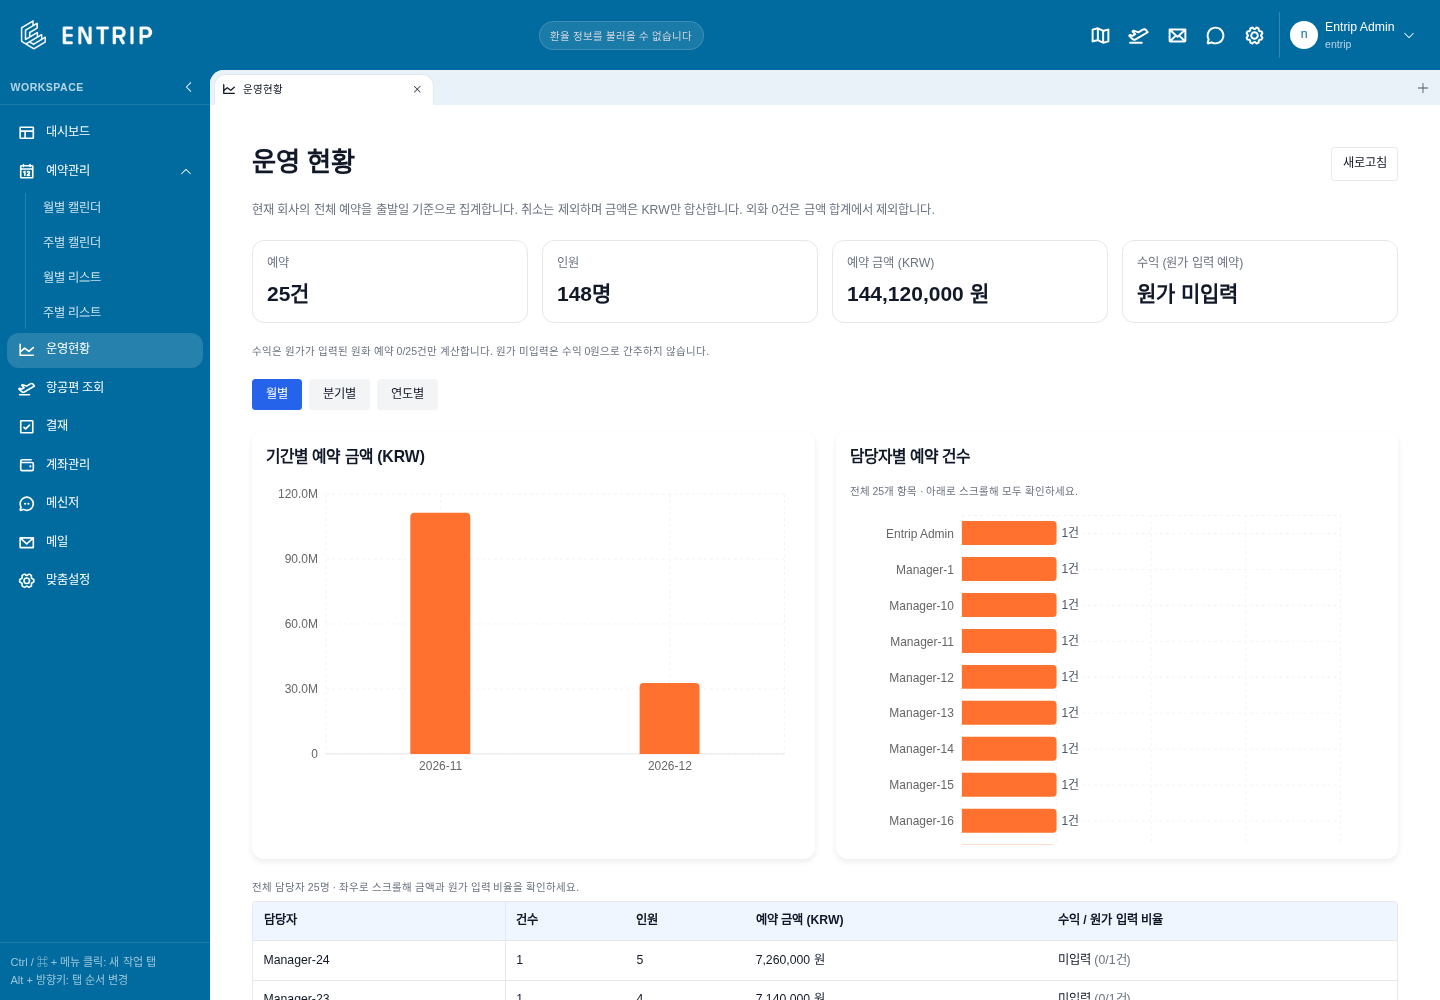 ENTRIP
환율 정보를 불러올 수 없습니다
n
Entrip Admin
entrip
WORKSPACE
운영현황
대시보드
예약관리
월별 캘린더
주별 캘린더
월별 리스트
주별 리스트
운영현황
항공편 조회
결재
계좌관리
메신저
메일
맞춤설정
Ctrl / ⌘ + 메뉴 클릭: 새 작업 탭
Alt + 방향키: 탭 순서 변경
운영 현황
새로고침
현재 회사의 전체 예약을 출발일 기준으로 집계합니다. 취소는 제외하며 금액은 KRW만 합산합니다. 외화 0건은 금액 합계에서 제외합니다.
예약
25건
인원
148명
예약 금액 (KRW)
144,120,000 원
수익 (원가 입력 예약)
원가 미입력
수익은 원가가 입력된 원화 예약 0/25건만 계산합니다. 원가 미입력은 수익 0원으로 간주하지 않습니다.
월별
분기별
연도별
기간별 예약 금액 (KRW)
120.0M
90.0M
60.0M
30.0M
0
2026-11
2026-12
담당자별 예약 건수
전체 25개 항목 · 아래로 스크롤해 모두 확인하세요.
Entrip Admin 1건
Manager-1 1건
Manager-10 1건
Manager-11 1건
Manager-12 1건
Manager-13 1건
Manager-14 1건
Manager-15 1건
Manager-16 1건
전체 담당자 25명 · 좌우로 스크롤해 금액과 원가 입력 비율을 확인하세요.
담당자 건수 인원 예약 금액 (KRW) 수익 / 원가 입력 비율
Manager-24 1 5 7,260,000 원 미입력 (0/1건)
Manager-23 1 4 7,140,000 원 미입력 (0/1건)